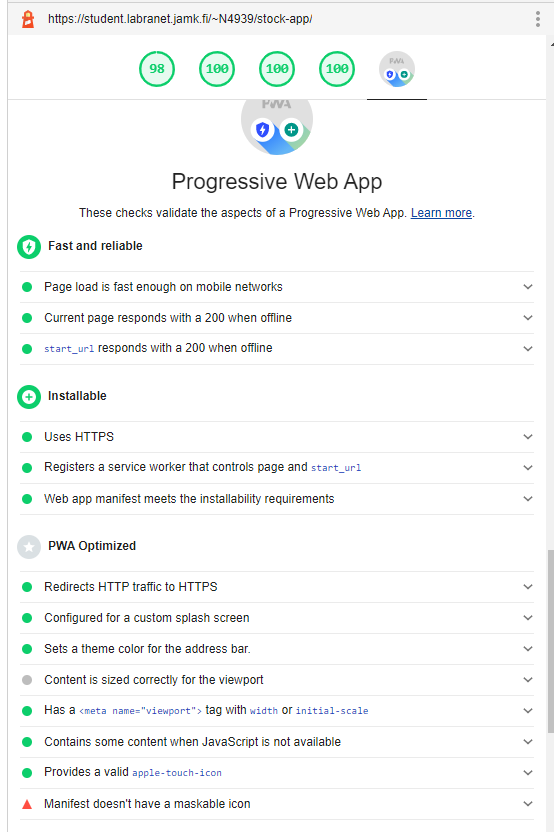 https://student.labranet.jamk.fi/~N4939/stock-app/
98 100 100 100 PWA
PWA
Progressive Web App
These checks validate the aspects of a Progressive Web App. Learn more.
Fast and reliable
Page load is fast enough on mobile networks
Current page responds with a 200 when offline
start_url responds with a 200 when offline
Installable
Uses HTTPS
Registers a service worker that controls page and start_url
Web app manifest meets the installability requirements
PWA Optimized
Redirects HTTP traffic to HTTPS
Configured for a custom splash screen
Sets a theme color for the address bar.
Content is sized correctly for the viewport
Has a <meta name="viewport"> tag with width or initial-scale
Contains some content when JavaScript is not available
Provides a valid apple-touch-icon
Manifest doesn't have a maskable icon